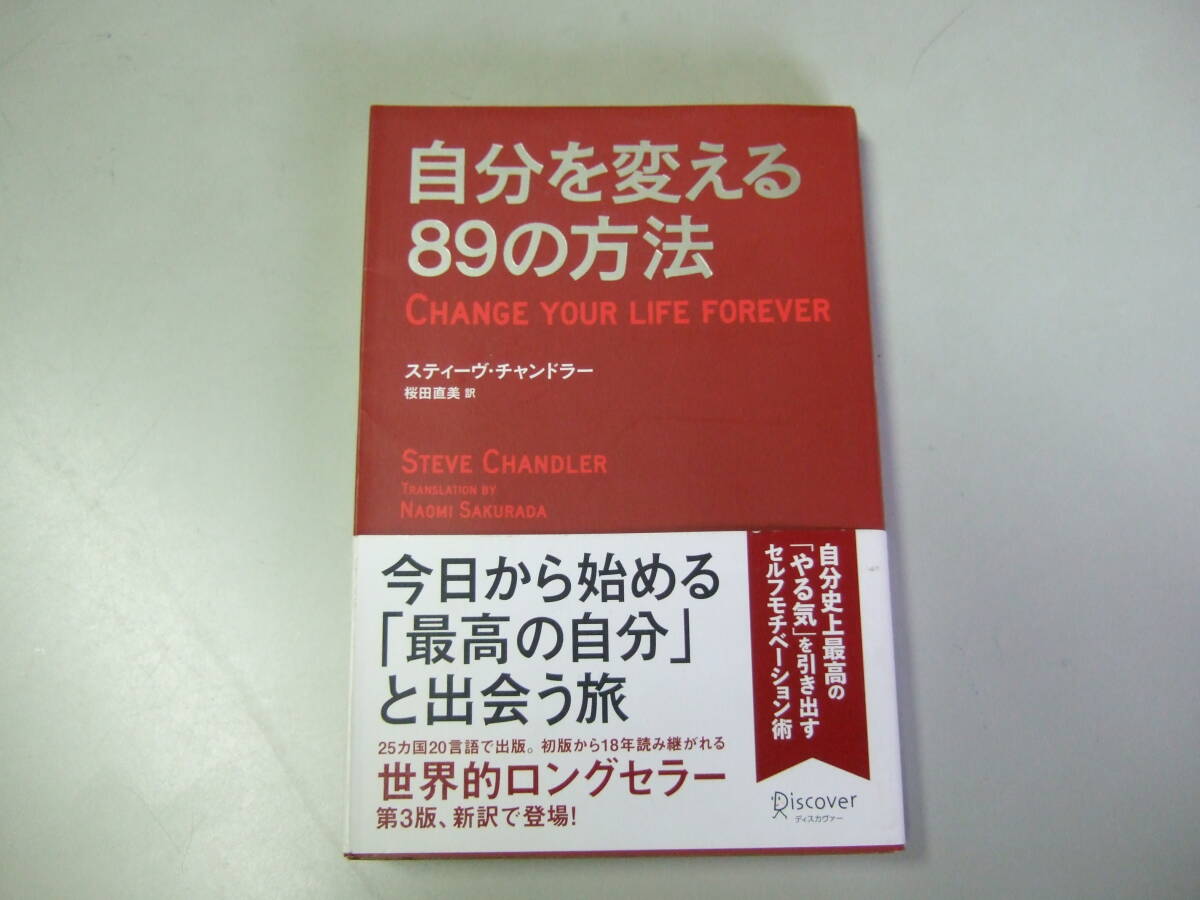 自分を変える
89の方法
CHANGE YOUR LIFE FOREVER
スティーヴ・チャンドラー
桜田直美 訳
STEVE CHANDLER
TRANSLATION BY
NAOMI SAKURADA
今日から始める
「最高の自分」
と出会う旅
25カ国20言語で出版。初版から18年読み継がれる
世界的ロングセラー
第3版、新訳で登場!
自分史上最高の
「やる気」を引き出す
セルフモチベーション術
Discover
ディスカヴァー